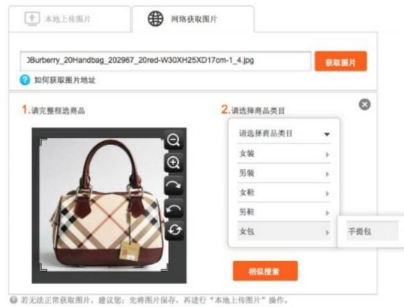 本地上传图片
网络获取图片
OBurberry_20Handbag_202967_20red-W30XH25XD17cm-1_4.jpg
获取图片
如何获取图片地址
1.请完整框选商品
2.请选择商品类目
请选择商品类目
女装
男装
女鞋
男鞋
女包
手提包
相似搜索
若无法正常获取图片，建议您：先将图片保存，再进行“本地上传图片”操作。